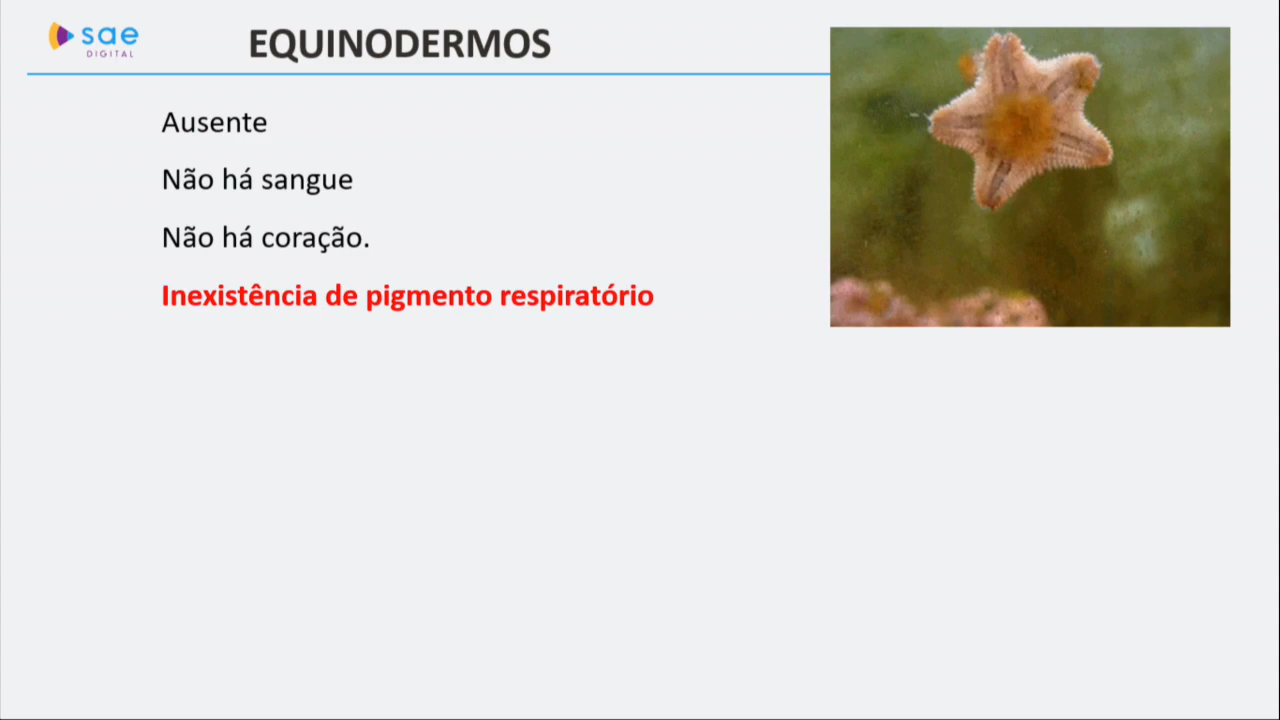 sae
DIGITAL
EQUINODERMOS
Ausente
Não há sangue
Não há coração.
Inexistência de pigmento respiratório